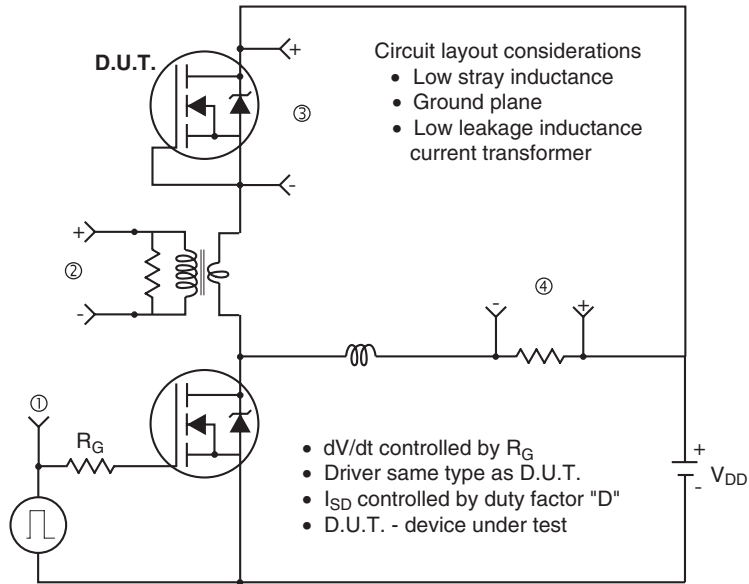 D.U.T.
+
③
-
Circuit layout considerations
• Low stray inductance
• Ground plane
• Low leakage inductance
current transformer
+
②
-
④
- +
①
R_G
• dV/dt controlled by R_G
• Driver same type as D.U.T.
• I_SD controlled by duty factor "D"
• D.U.T. - device under test
+
V_DD
-